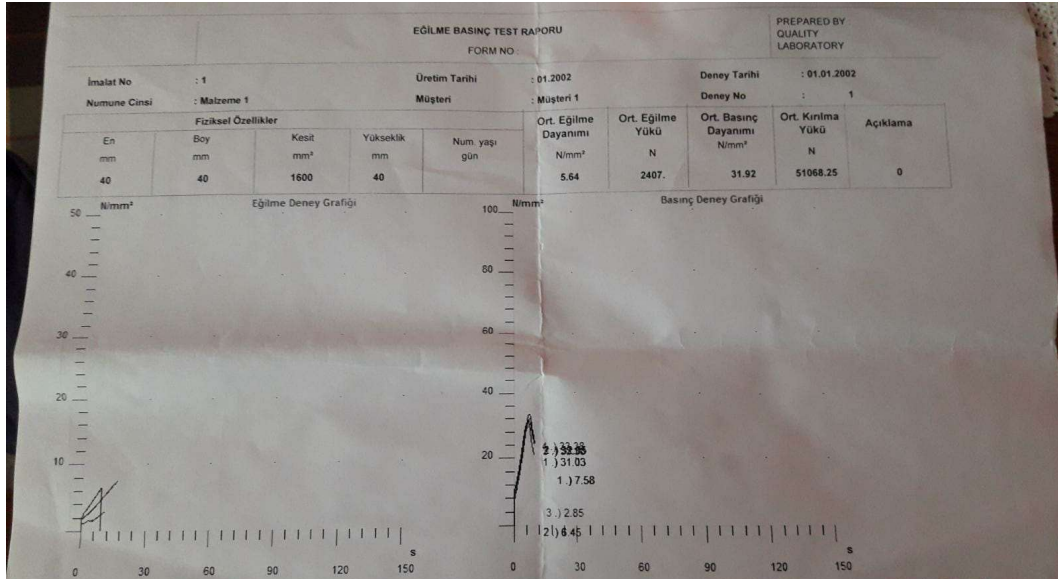 EĞİLME BASINÇ TEST RAPORU
FORM NO :
PREPARED BY
QUALITY
LABORATORY
İmalat No : 1
Üretim Tarihi : 01.2002
Deney Tarihi : 01.01.2002
Numune Cinsi : Malzeme 1
Müşteri : Müşteri 1
Deney No : 1
Fiziksel Özellikler
En Boy Kesit Yükseklik Num. yaşı
mm mm mm² mm gün
40 40 1600 40
Ort. Eğilme Dayanımı N/mm² 5.64
Ort. Eğilme Yükü N 2407.
Ort. Basınç Dayanımı N/mm² 31.92
Ort. Kırılma Yükü N 51068.25
Açıklama 0
N/mm² Eğilme Deney Grafiği
50
40
30
20
10
0 30 60 90 120 150 s
N/mm² Basınç Deney Grafiği
100
80
60
40
20
1 .) 31.03
1 .) 7.58
3 .) 2.85
2 .) 6.45
0 30 60 90 120 150 s